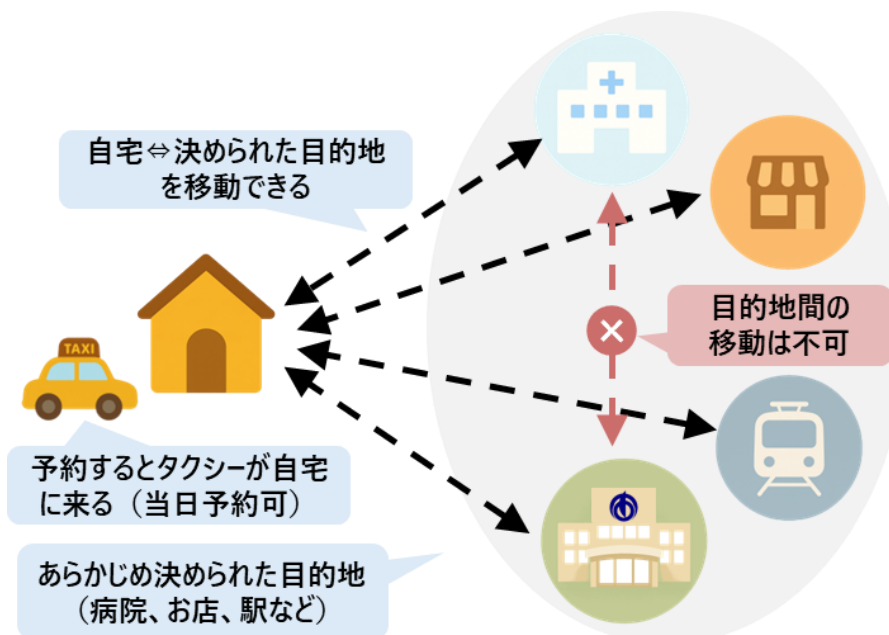 自宅⇔決められた目的地
を移動できる
TAXI
目的地間の
移動は不可
予約するとタクシーが自宅
に来る（当日予約可）
あらかじめ決められた目的地
（病院、お店、駅など）